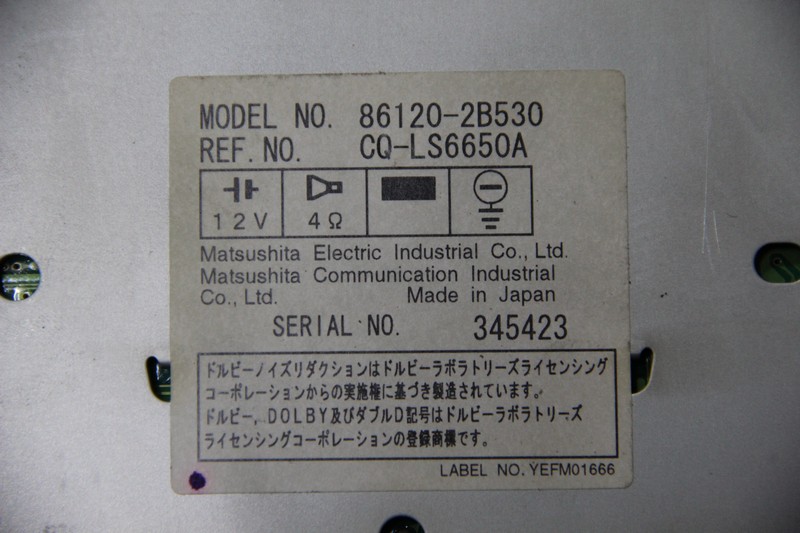 MODEL NO. 86120-2B530
REF. NO. CQ-LS6650A
12V 4Ω
Matsushita Electric Industrial Co., Ltd.
Matsushita Communication Industrial
Co., Ltd. Made in Japan
SERIAL NO. 345423
ドルビーノイズリダクションはドルビーラボラトリーズライセンシング
コーポレーションからの実施権に基づき製造されています。
ドルビー, DOLBY及びダブルD記号はドルビーラボラトリーズ
ライセンシングコーポレーションの登録商標です。
LABEL NO. YEFM01666